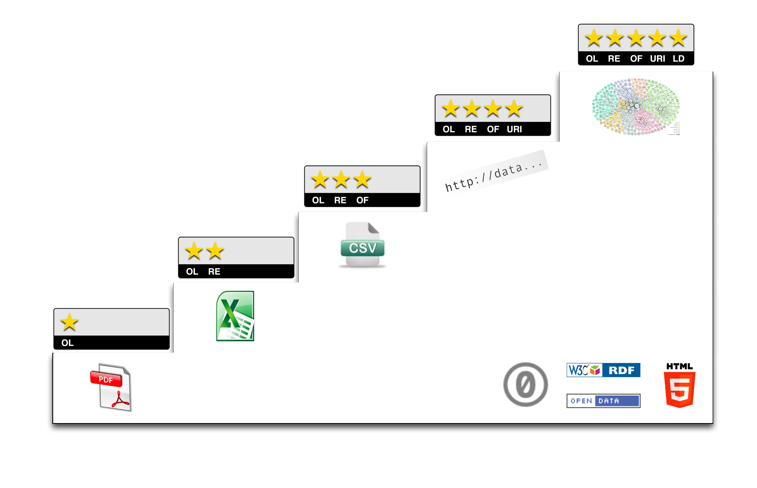 OL RE OF URI LD
OL RE OF URI
http://data...
OL RE OF
CSV
OL RE
X
OL
PDF
0
W3C RDF
OPEN DATA
HTML
5